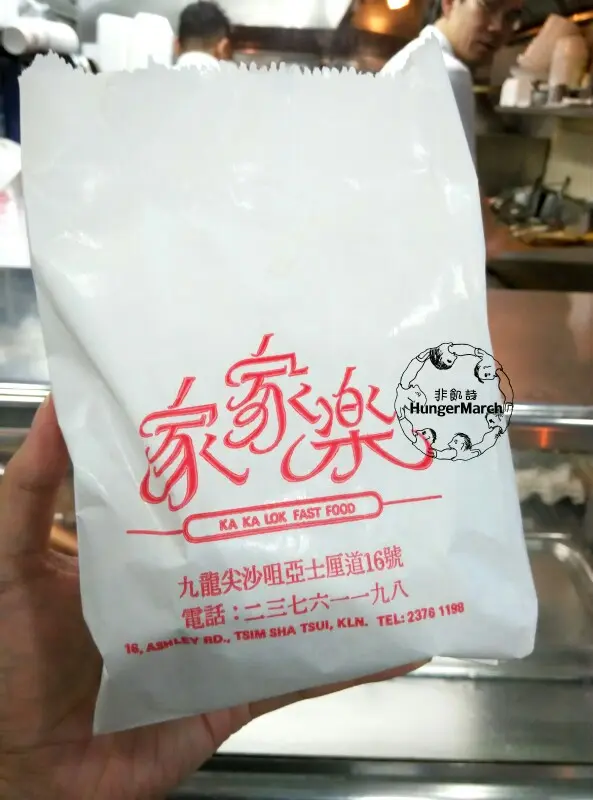 家家樂
KA KA LOK FAST FOOD
九龍尖沙咀亞士厘道16號
電話：二三七六一一九八
16, ASHLEY RD., TSIM SHA TSUI, KLN. TEL: 2376 1198
非飢詩
HungerMarch